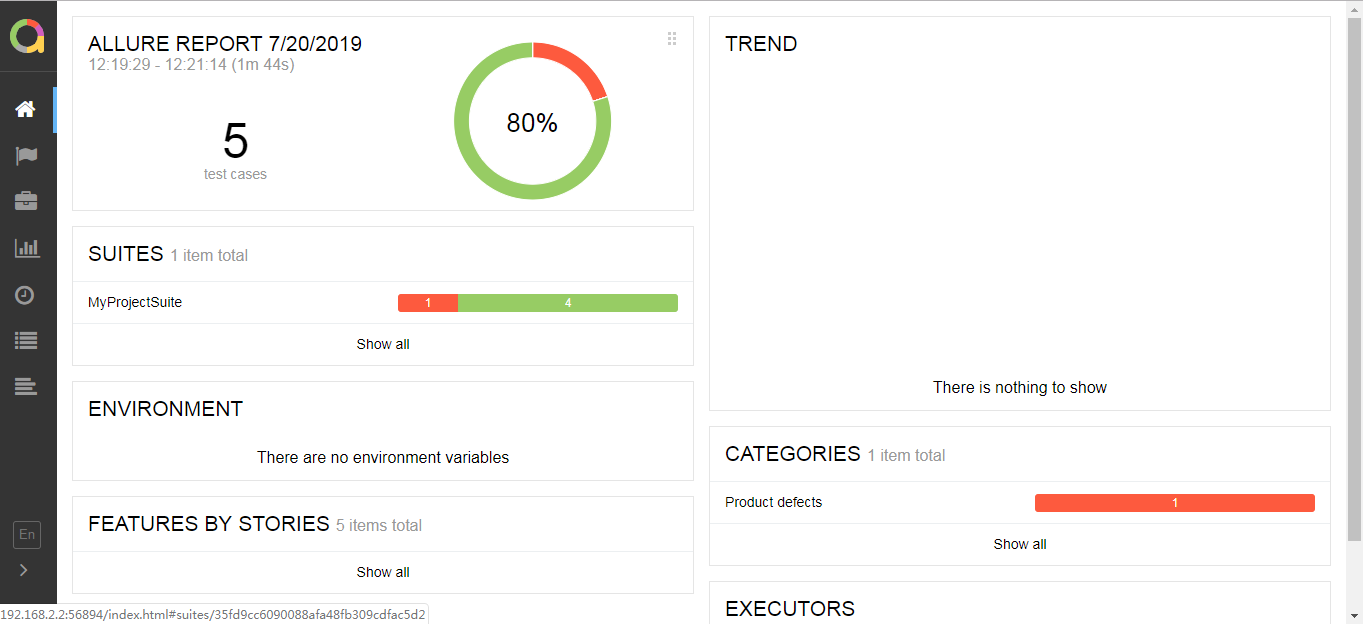 ALLURE REPORT 7/20/2019
12:19:29 - 12:21:14 (1m 44s)
5
test cases
80%
SUITES 1 item total
MyProjectSuite
1
4
Show all
ENVIRONMENT
There are no environment variables
FEATURES BY STORIES 5 items total
Show all
TREND
There is nothing to show
CATEGORIES 1 item total
Product defects
1
Show all
EXECUTORS
En
192.168.2.2:56894/index.html#suites/35fd9cc6090088afa48fb309cdfac5d2